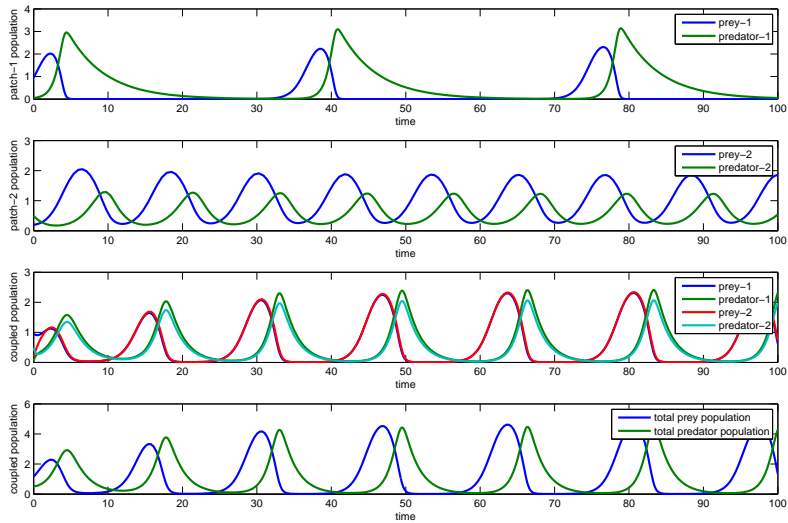 4
3
2
1
0
patch−1 population
prey−1
predator−1
0 10 20 30 40 50 60 70 80 90 100
time
3
2
1
0
patch−2 population
prey−2
predator−2
0 10 20 30 40 50 60 70 80 90 100
time
3
2
1
0
coupled population
prey−1
predator−1
prey−2
predator−2
0 10 20 30 40 50 60 70 80 90 100
time
6
4
2
0
coupled population
total prey population
total predator population
0 10 20 30 40 50 60 70 80 90 100
time